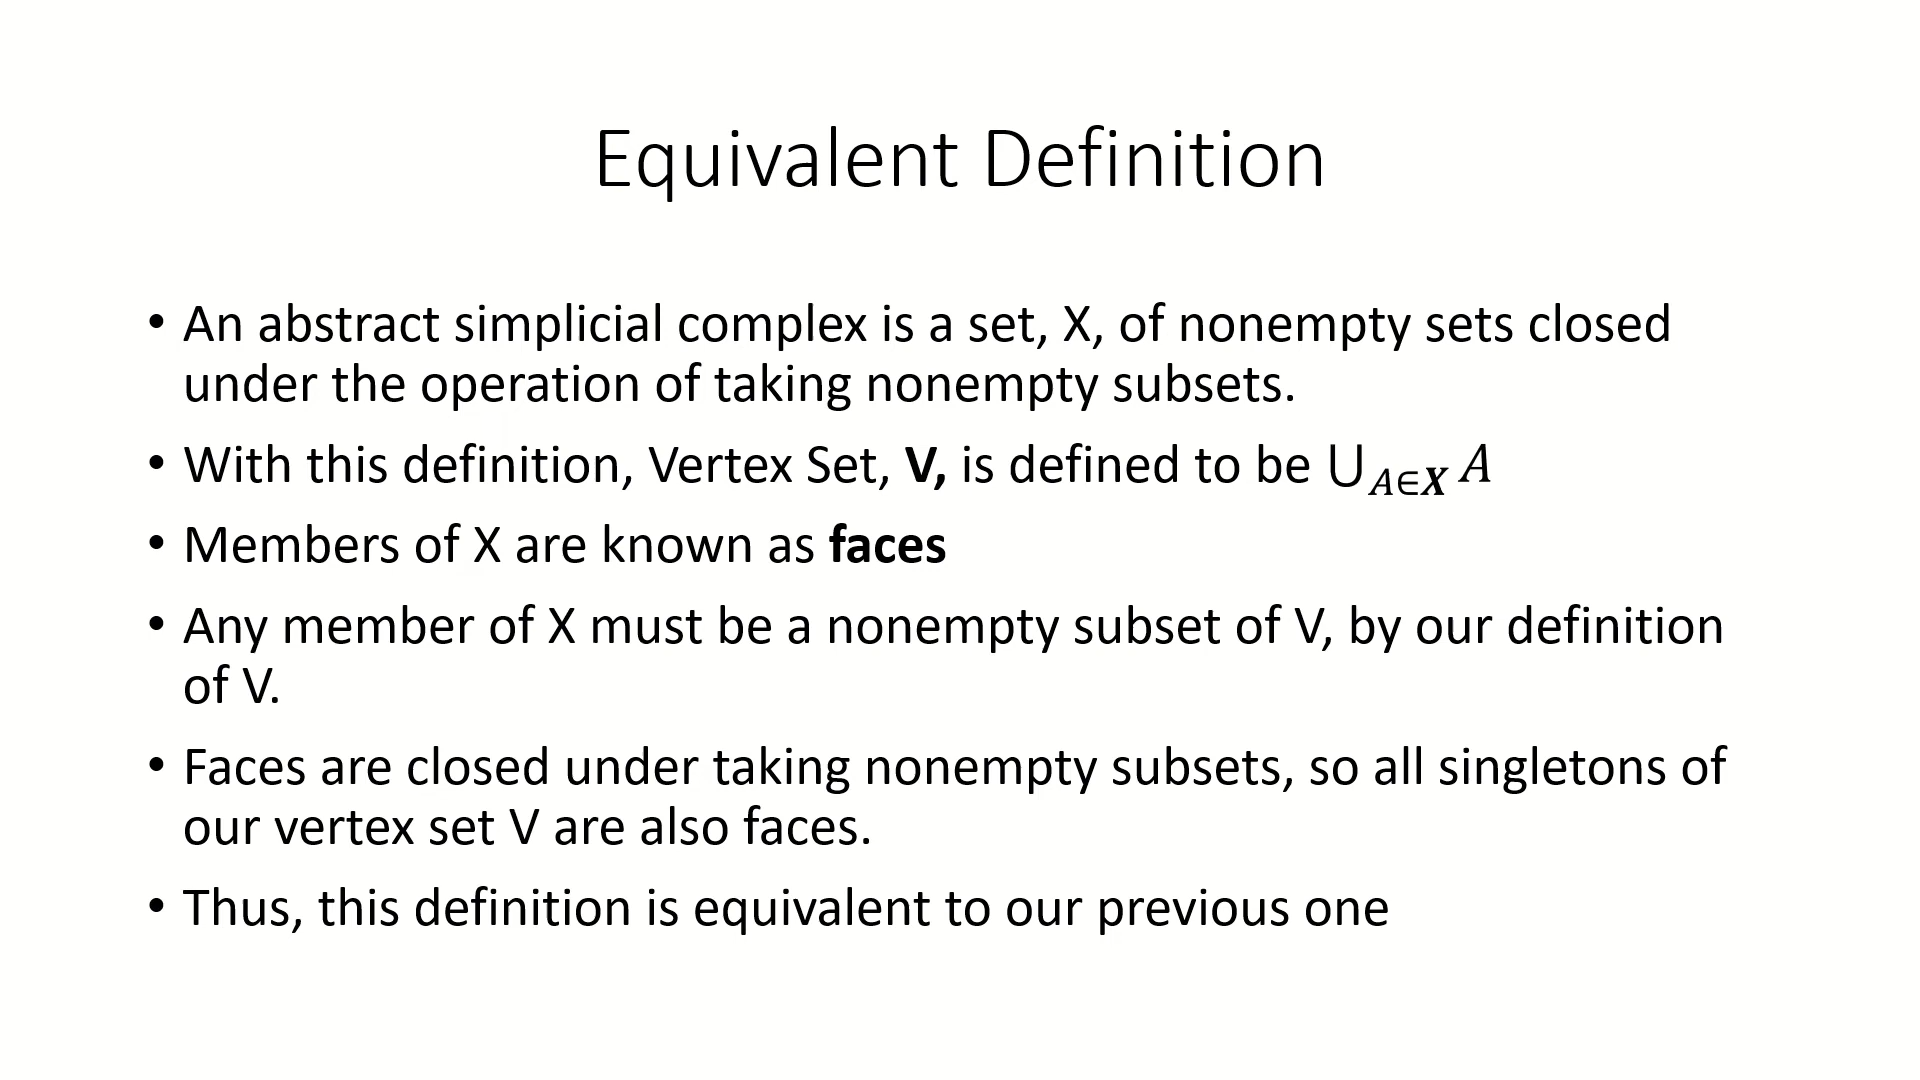 Equivalent Definition
• An abstract simplicial complex is a set, X, of nonempty sets closed
under the operation of taking nonempty subsets.
• With this definition, Vertex Set, V, is defined to be ⋃_{A∈X} A
• Members of X are known as faces
• Any member of X must be a nonempty subset of V, by our definition
of V.
• Faces are closed under taking nonempty subsets, so all singletons of
our vertex set V are also faces.
• Thus, this definition is equivalent to our previous one